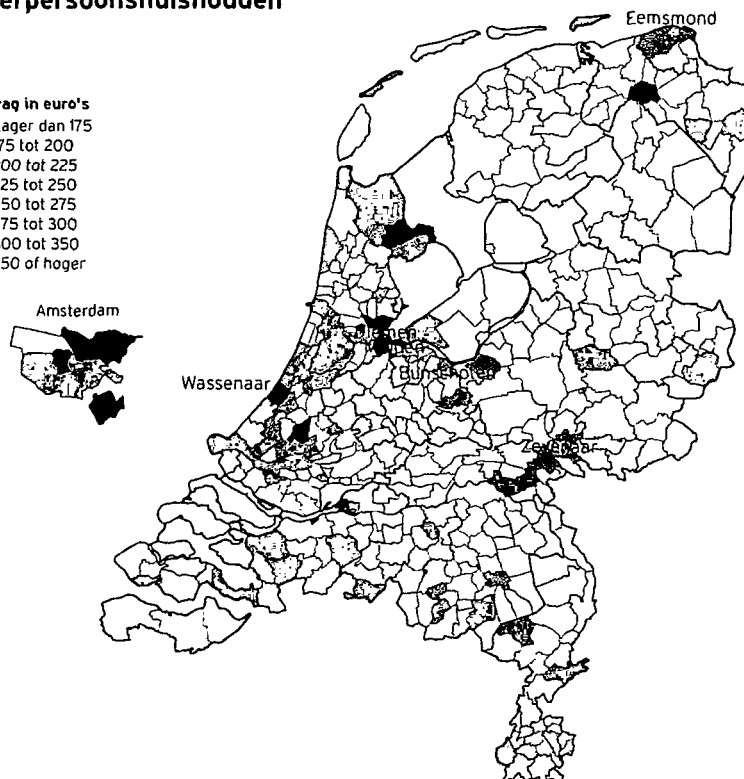 erpersoonshuishouden
rag in euro's
ager dan 175
75 tot 200
00 tot 225
25 tot 250
50 tot 275
75 tot 300
00 tot 350
50 of hoger
Eemsmond
Amsterdam
Diemen
Wassenaar
Bunschoten
Zevenaar